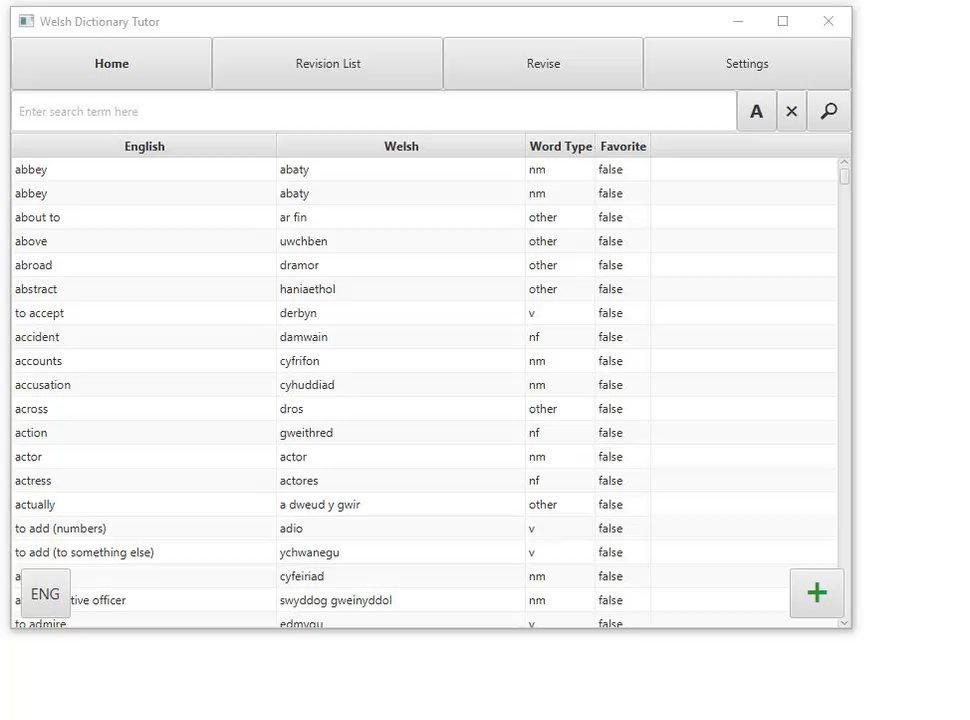 Welsh Dictionary Tutor
Home Revision List Revise Settings
Enter search term here A
English Welsh Word Type Favorite
abbey abaty nm false
abbey abaty nm false
about to ar fin other false
above uwchben other false
abroad dramor other false
abstract haniaethol other false
to accept derbyn v false
accident damwain nf false
accounts cyfrifon nm false
accusation cyhuddiad nm false
across dros other false
action gweithred nf false
actor actor nm false
actress actores nf false
actually a dweud y gwir other false
to add (numbers) adio v false
to add (to something else) ychwanegu v false
cyfeiriad nm false
ENG
officer swyddog gweinyddol nm false
to admire edmygu v false